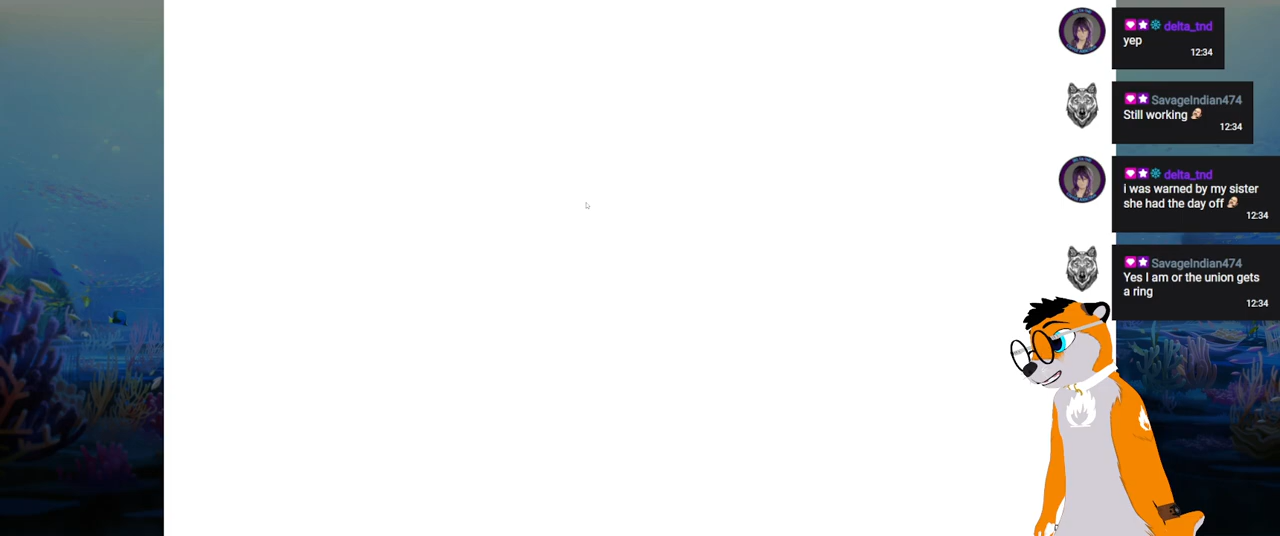 delta_tnd
yep
12:34
SavageIndian474
Still working
12:34
delta_tnd
i was warned by my sister
she had the day off
12:34
SavageIndian474
Yes I am or the union gets
a ring
12:34